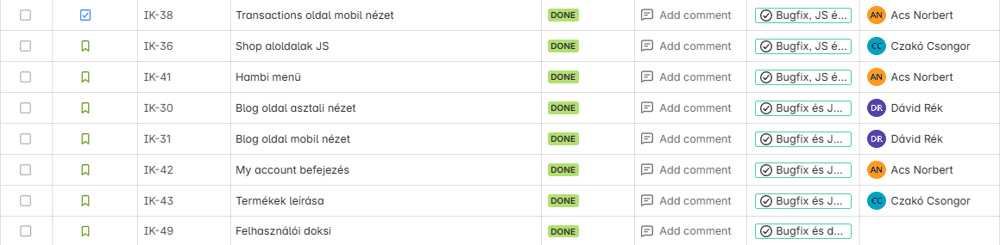 IK-38 Transactions oldal mobil nézet DONE Add comment Bugfix, JS é... AN Acs Norbert
IK-36 Shop aloldalak JS DONE Add comment Bugfix, JS é... CC Czakó Csongor
IK-41 Hambi menü DONE Add comment Bugfix, JS é... AN Acs Norbert
IK-30 Blog oldal asztali nézet DONE Add comment Bugfix és J... DR Dávid Rék
IK-31 Blog oldal mobil nézet DONE Add comment Bugfix és J... DR Dávid Rék
IK-42 My account befejezés DONE Add comment Bugfix és J... AN Acs Norbert
IK-43 Termékek leírása DONE Add comment Bugfix és J... CC Czakó Csongor
IK-49 Felhasználói doksi DONE Add comment Bugfix és d...